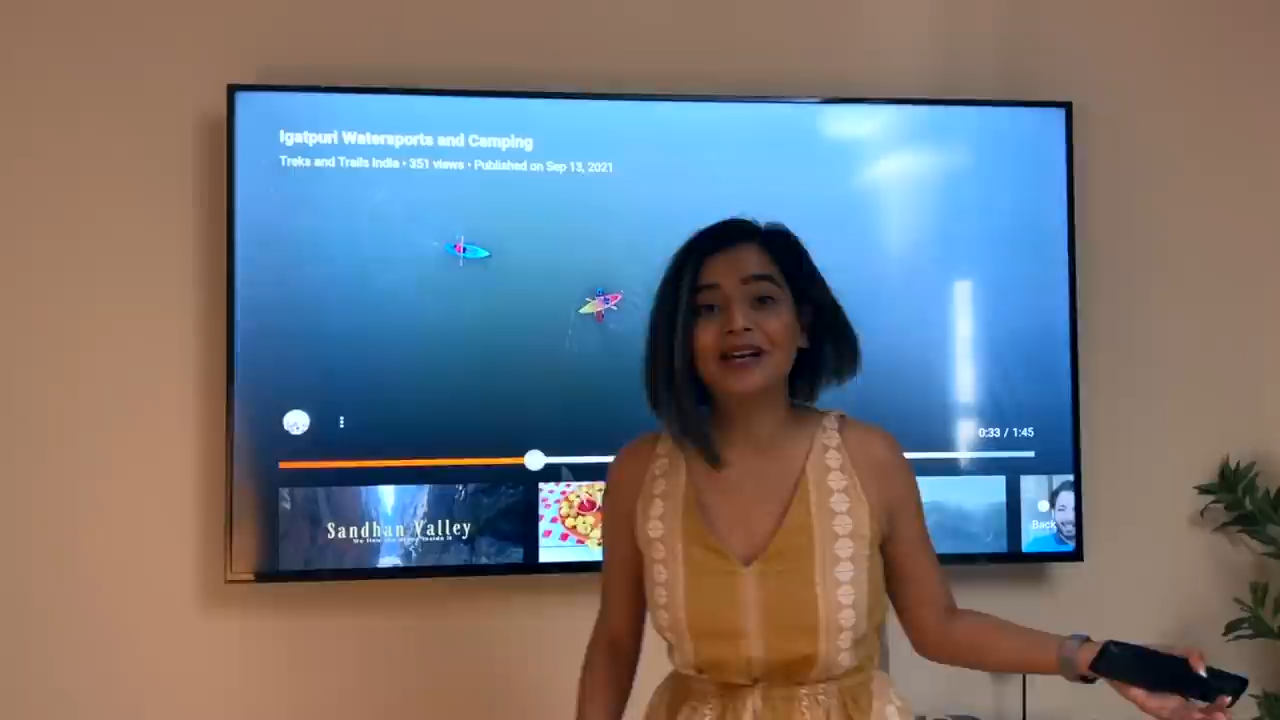 Igatpuri Watersports and Camping
Treks and Trails India • 351 views • Published on Sep 13, 2021
0:33 / 1:45
Sandhan Valley
Back